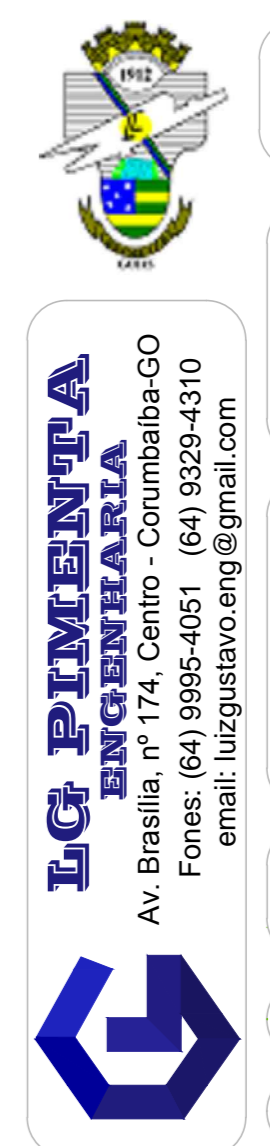 1912
GOIÁS
LG PIMENTA
ENGENHARIA
Av. Brasília, nº 174, Centro - Corumbaíba-GO
Fones: (64) 9995-4051 (64) 9329-4310
email: luizgustavo.eng@gmail.com